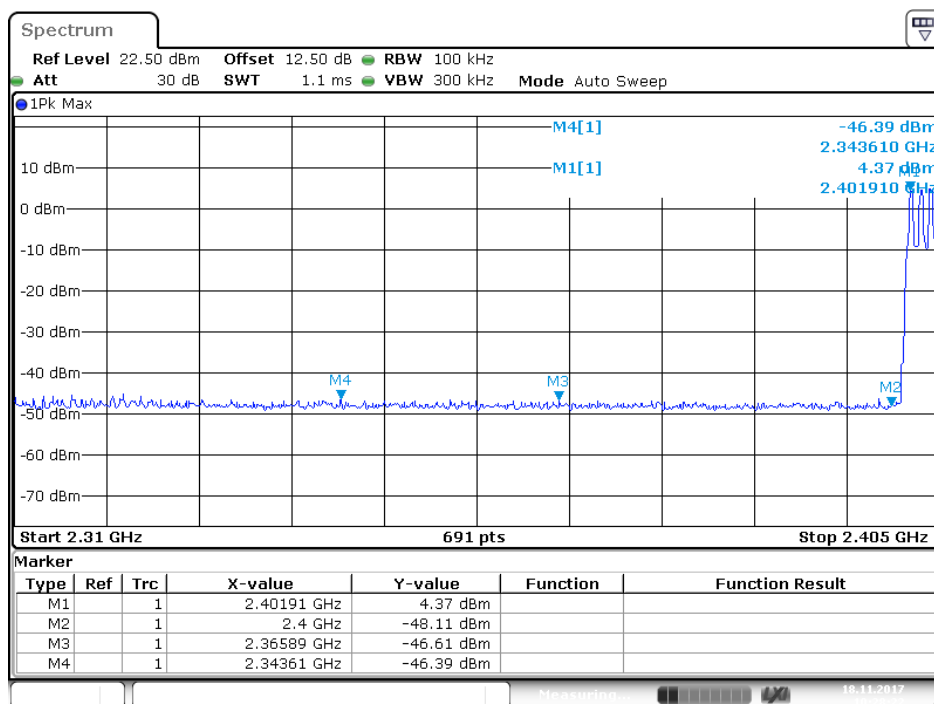 Spectrum
Ref Level 22.50 dBm Offset 12.50 dB RBW 100 kHz
Att 30 dB SWT 1.1 ms VBW 300 kHz Mode Auto Sweep
1Pk Max
M4[1] -46.39 dBm
2.343610 GHz
10 dBm M1[1] 4.37 dBm
M1
2.401910 GHz
0 dBm
-10 dBm
-20 dBm
-30 dBm
-40 dBm
M4 M3 M2
-50 dBm
-60 dBm
-70 dBm
Start 2.31 GHz 691 pts Stop 2.405 GHz
Marker
Type Ref Trc X-value Y-value Function Function Result
M1 1 2.40191 GHz 4.37 dBm
M2 1 2.4 GHz -48.11 dBm
M3 1 2.36589 GHz -46.61 dBm
M4 1 2.34361 GHz -46.39 dBm
Measuring... LXI 18.11.2017